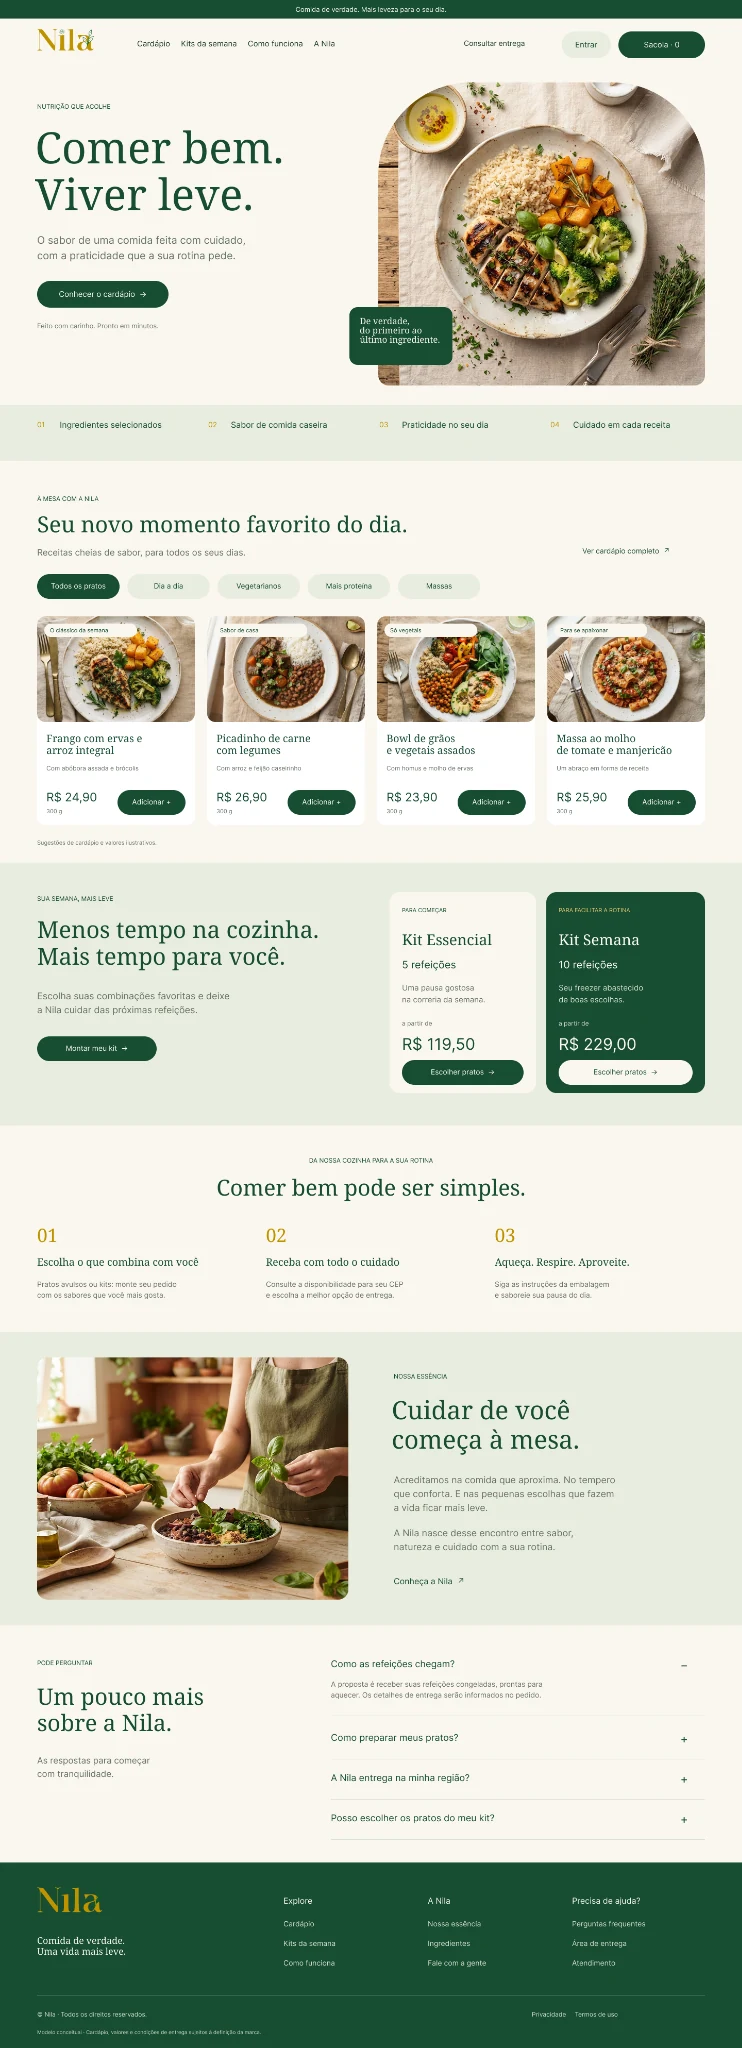 Comida de verdade. Mais leveza para o seu dia.
Nila
Cardápio
Kits da semana
Como funciona
A Nila
Consultar entrega
Entrar
Sacola · 0
NUTRIÇÃO QUE ACOLHE
Comer bem.
Viver leve.
O sabor de uma comida feita com cuidado,
com a praticidade que a sua rotina pede.
Conhecer o cardápio →
Feito com carinho. Pronto em minutos.
De verdade,
do primeiro ao
último ingrediente.
01 Ingredientes selecionados
02 Sabor de comida caseira
03 Praticidade no seu dia
04 Cuidado em cada receita
À MESA COM A NILA
Seu novo momento favorito do dia.
Receitas cheias de sabor, para todos os seus dias.
Ver cardápio completo ↗
Todos os pratos
Dia a dia
Vegetarianos
Mais proteína
Massas
O clássico da semana
Frango com ervas e
arroz integral
Com abóbora assada e brócolis
R$ 24,90
300 g
Adicionar +
Sabor de casa
Picadinho de carne
com legumes
Com arroz e feijão caseirinho
R$ 26,90
300 g
Adicionar +
Só vegetais
Bowl de grãos
e vegetais assados
Com homus e molho de ervas
R$ 23,90
300 g
Adicionar +
Para se apaixonar
Massa ao molho
de tomate e manjericão
Um abraço em forma de receita
R$ 25,90
300 g
Adicionar +
Sugestões de cardápio e valores ilustrativos.
SUA SEMANA, MAIS LEVE
Menos tempo na cozinha.
Mais tempo para você.
Escolha suas combinações favoritas e deixe
a Nila cuidar das próximas refeições.
Montar meu kit →
PARA COMEÇAR
Kit Essencial
5 refeições
Uma pausa gostosa
na correria da semana.
a partir de
R$ 119,50
Escolher pratos →
PARA FACILITAR A ROTINA
Kit Semana
10 refeições
Seu freezer abastecido
de boas escolhas.
a partir de
R$ 229,00
Escolher pratos →
DA NOSSA COZINHA PARA A SUA ROTINA
Comer bem pode ser simples.
01
Escolha o que combina com você
Pratos avulsos ou kits: monte seu pedido
com os sabores que você mais gosta.
02
Receba com todo o cuidado
Consulte a disponibilidade para seu CEP
e escolha a melhor opção de entrega.
03
Aqueça. Respire. Aproveite.
Siga as instruções da embalagem
e saboreie sua pausa do dia.
NOSSA ESSÊNCIA
Cuidar de você
começa à mesa.
Acreditamos na comida que aproxima. No tempero
que conforta. E nas pequenas escolhas que fazem
a vida ficar mais leve.
A Nila nasce desse encontro entre sabor,
natureza e cuidado com a sua rotina.
Conheça a Nila ↗
PODE PERGUNTAR
Um pouco mais
sobre a Nila.
As respostas para começar
com tranquilidade.
Como as refeições chegam? –
A proposta é receber suas refeições congeladas, prontas para
aquecer. Os detalhes de entrega serão informados no pedido.
Como preparar meus pratos? +
A Nila entrega na minha região? +
Posso escolher os pratos do meu kit? +
Nila
Comida de verdade.
Uma vida mais leve.
Explore
Cardápio
Kits da semana
Como funciona
A Nila
Nossa essência
Ingredientes
Fale com a gente
Precisa de ajuda?
Perguntas frequentes
Área de entrega
Atendimento
© Nila · Todos os direitos reservados.
Privacidade
Termos de uso
Modelo conceitual · Cardápio, valores e condições de entrega sujeitos à definição da marca.